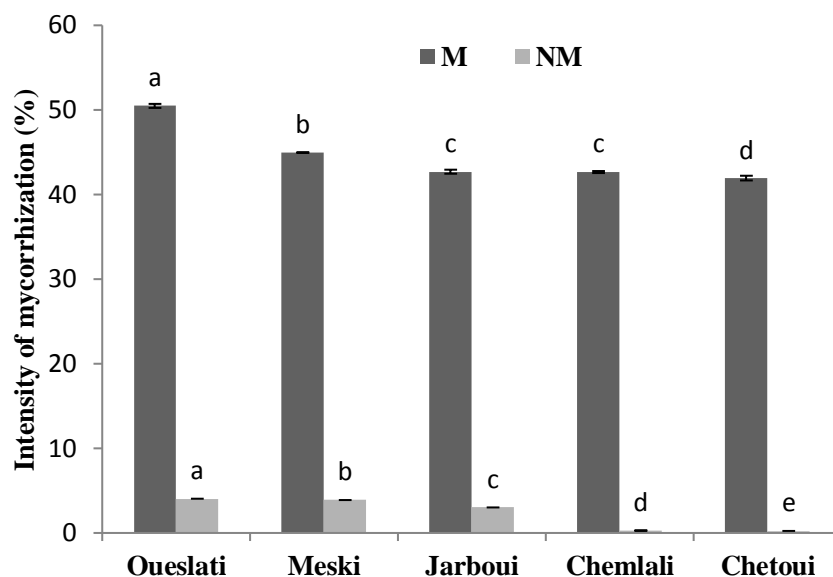 60
M NM
a
50
b
c c d
40
Intensity of mycorrhization (%)
30
20
10
a b c
d e
0
Oueslati Meski Jarboui Chemlali Chetoui